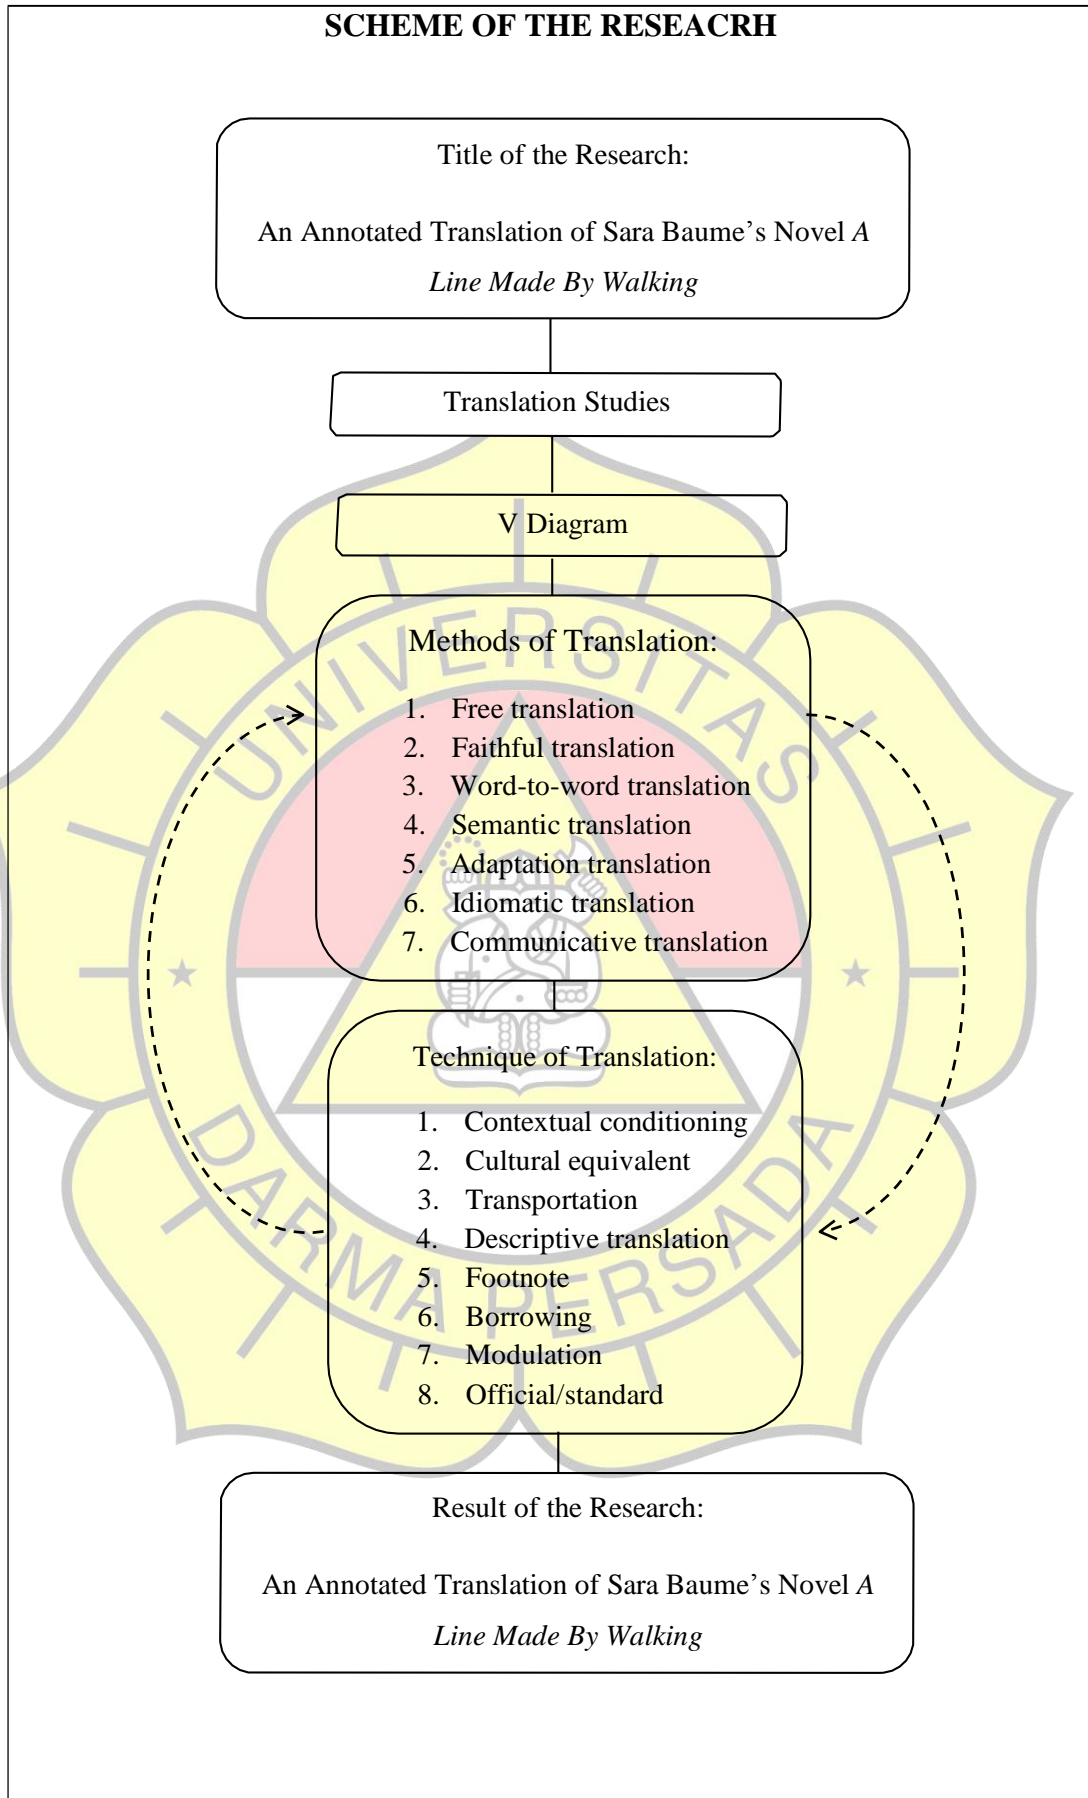 SCHEME OF THE RESEACRH
Title of the Research:
An Annotated Translation of Sara Baume’s Novel A
Line Made By Walking
Translation Studies
V Diagram
Methods of Translation:
1. Free translation
2. Faithful translation
3. Word-to-word translation
4. Semantic translation
5. Adaptation translation
6. Idiomatic translation
7. Communicative translation
Technique of Translation:
1. Contextual conditioning
2. Cultural equivalent
3. Transportation
4. Descriptive translation
5. Footnote
6. Borrowing
7. Modulation
8. Official/standard
Result of the Research:
An Annotated Translation of Sara Baume’s Novel A
Line Made By Walking
UNIVERSITAS
DARMA PERSADA